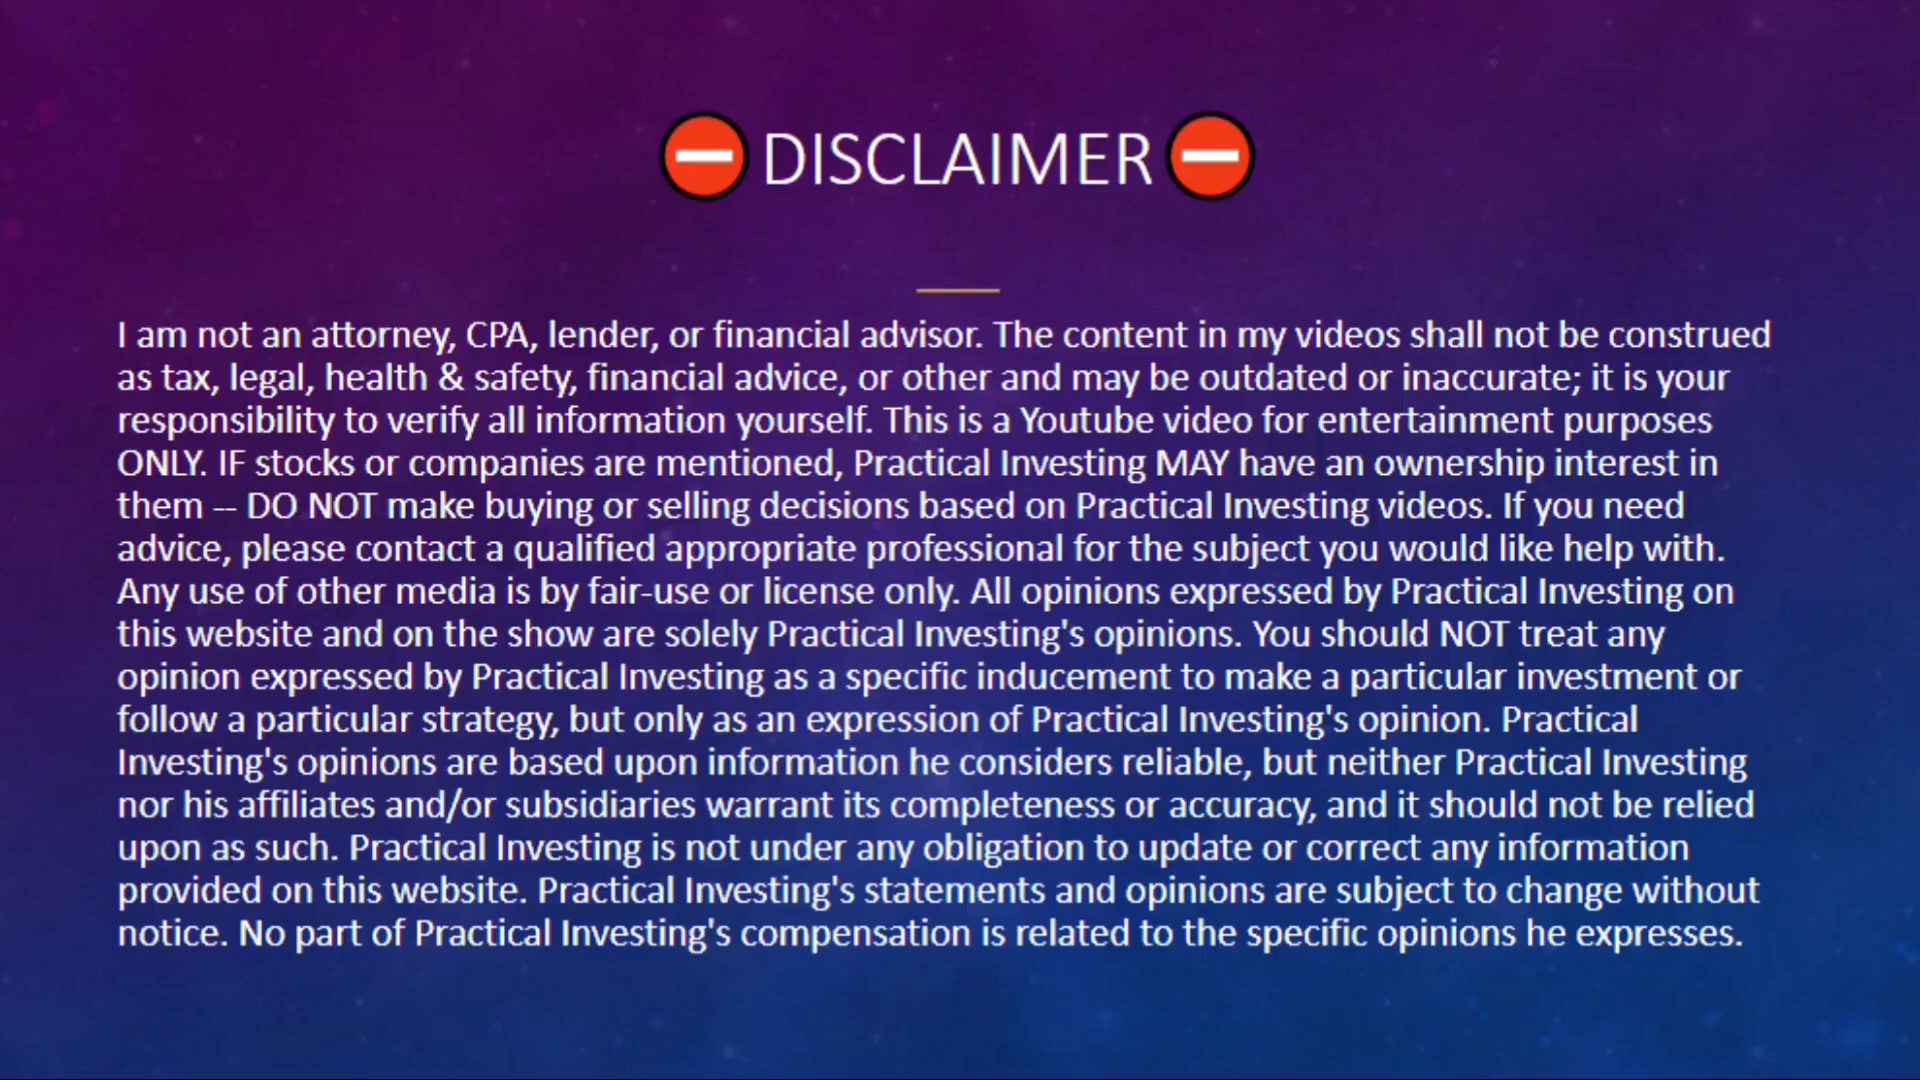 DISCLAIMER
I am not an attorney, CPA, lender, or financial advisor. The content in my videos shall not be construed
as tax, legal, health & safety, financial advice, or other and may be outdated or inaccurate; it is your
responsibility to verify all information yourself. This is a Youtube video for entertainment purposes
ONLY. IF stocks or companies are mentioned, Practical Investing MAY have an ownership interest in
them -- DO NOT make buying or selling decisions based on Practical Investing videos. If you need
advice, please contact a qualified appropriate professional for the subject you would like help with.
Any use of other media is by fair-use or license only. All opinions expressed by Practical Investing on
this website and on the show are solely Practical Investing's opinions. You should NOT treat any
opinion expressed by Practical Investing as a specific inducement to make a particular investment or
follow a particular strategy, but only as an expression of Practical Investing's opinion. Practical
Investing's opinions are based upon information he considers reliable, but neither Practical Investing
nor his affiliates and/or subsidiaries warrant its completeness or accuracy, and it should not be relied
upon as such. Practical Investing is not under any obligation to update or correct any information
provided on this website. Practical Investing's statements and opinions are subject to change without
notice. No part of Practical Investing's compensation is related to the specific opinions he expresses.